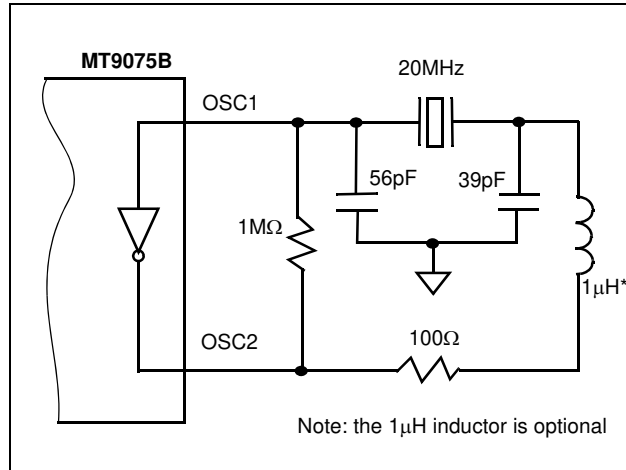 MT9075B
20MHz
OSC1
56pF
39pF
1MΩ
1μH*
OSC2
100Ω
Note: the 1μH inductor is optional